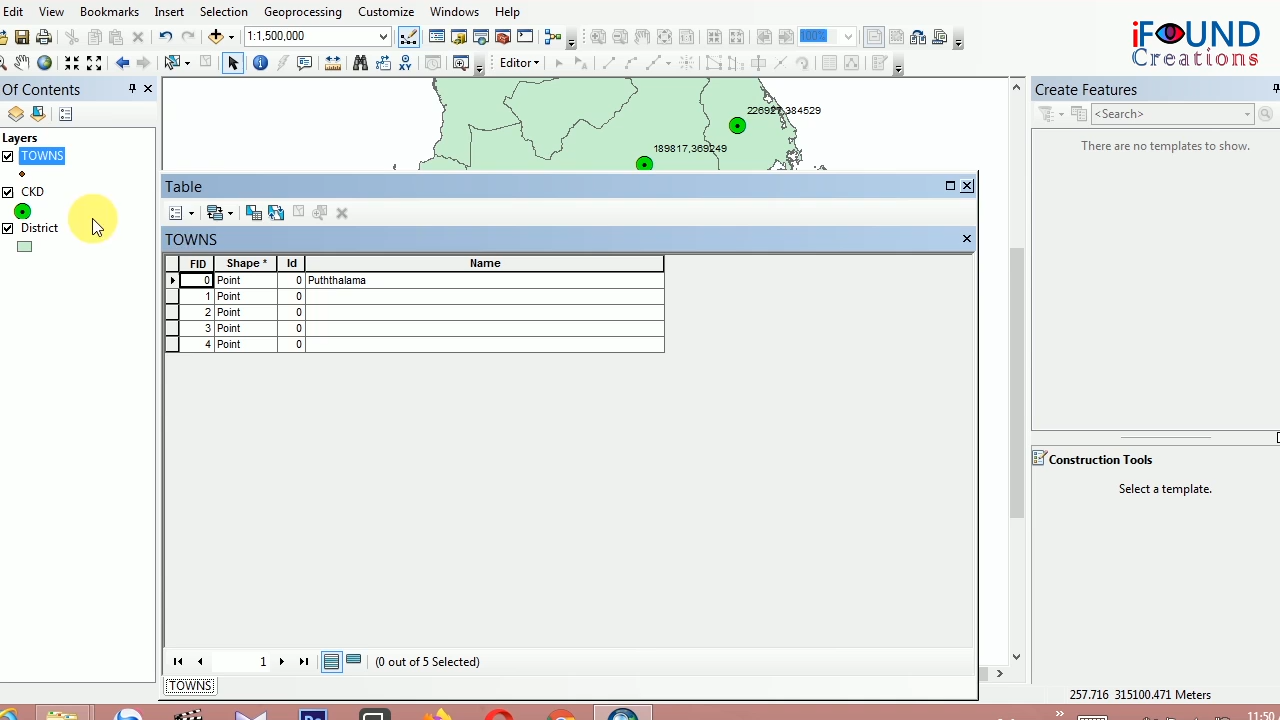 Edit View Bookmarks Insert Selection Geoprocessing Customize Windows Help
1:1,500,000
100%
iFOUND
Creations
Editor
Of Contents
Create Features
<Search>
Layers
TOWNS
CKD
District
226927,384529
189817,369249
There are no templates to show.
Table
TOWNS
FID Shape * Id Name
0 Point 0 Puththalama
1 Point 0
2 Point 0
3 Point 0
4 Point 0
Construction Tools
Select a template.
1 (0 out of 5 Selected)
TOWNS
257.716 315100.471 Meters
11:50